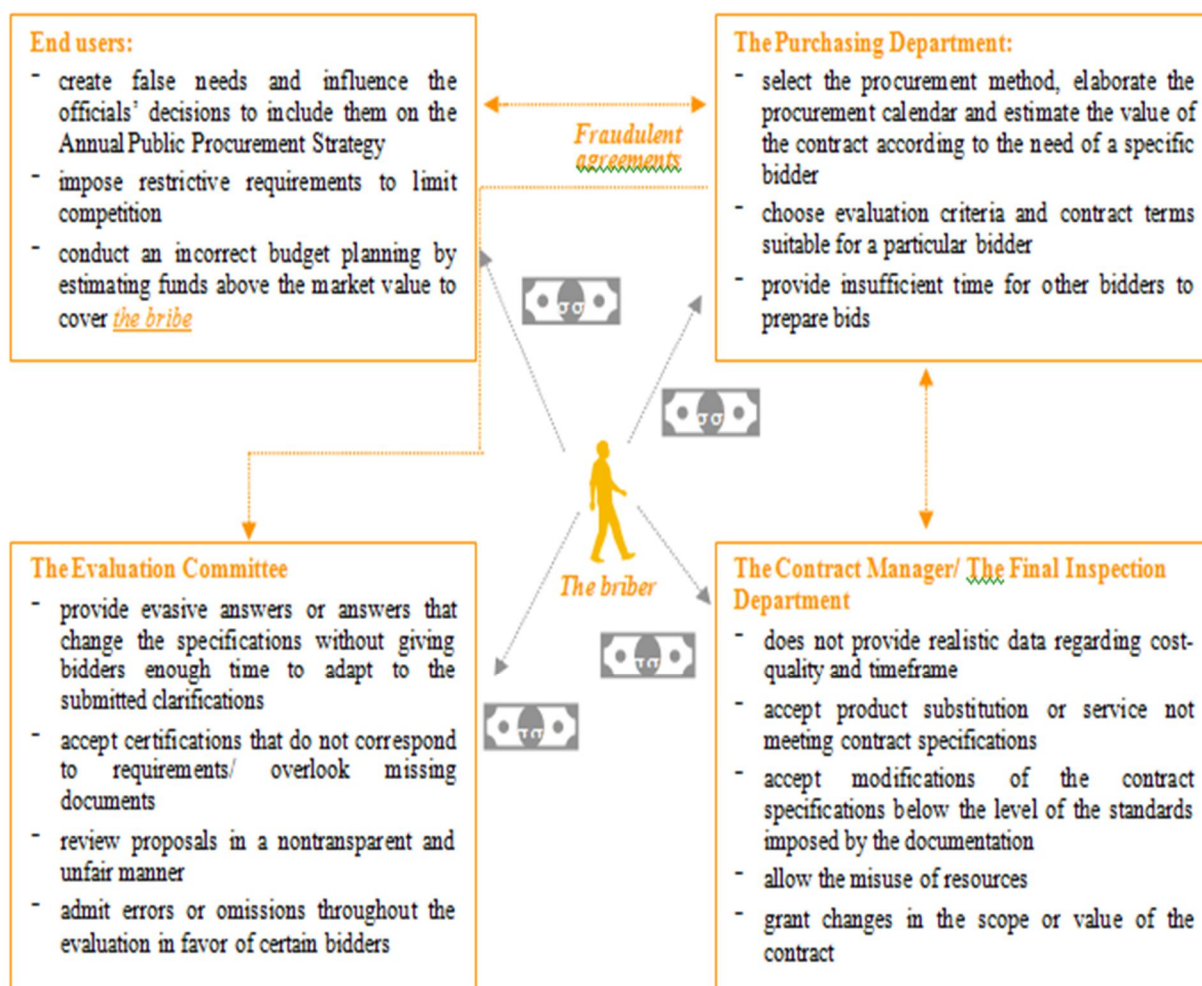 End users:
- create false needs and influence the
officials' decisions to include them on the
Annual Public Procurement Strategy
- impose restrictive requirements to limit
competition
- conduct an incorrect budget planning by
estimating funds above the market value to
cover the bribe
Fraudulent
agreements
The Purchasing Department:
- select the procurement method, elaborate the
procurement calendar and estimate the value of
the contract according to the need of a specific
bidder
- choose evaluation criteria and contract terms
suitable for a particular bidder
- provide insufficient time for other bidders to
prepare bids
The briber
The Evaluation Committee
- provide evasive answers or answers that
change the specifications without giving
bidders enough time to adapt to the
submitted clarifications
- accept certifications that do not correspond
to requirements/ overlook missing
documents
- review proposals in a nontransparent and
unfair manner
- admit errors or omissions throughout the
evaluation in favor of certain bidders
The Contract Manager/ The Final Inspection
Department
- does not provide realistic data regarding cost-
quality and timeframe
- accept product substitution or service not
meeting contract specifications
- accept modifications of the contract
specifications below the level of the standards
imposed by the documentation
- allow the misuse of resources
- grant changes in the scope or value of the
contract